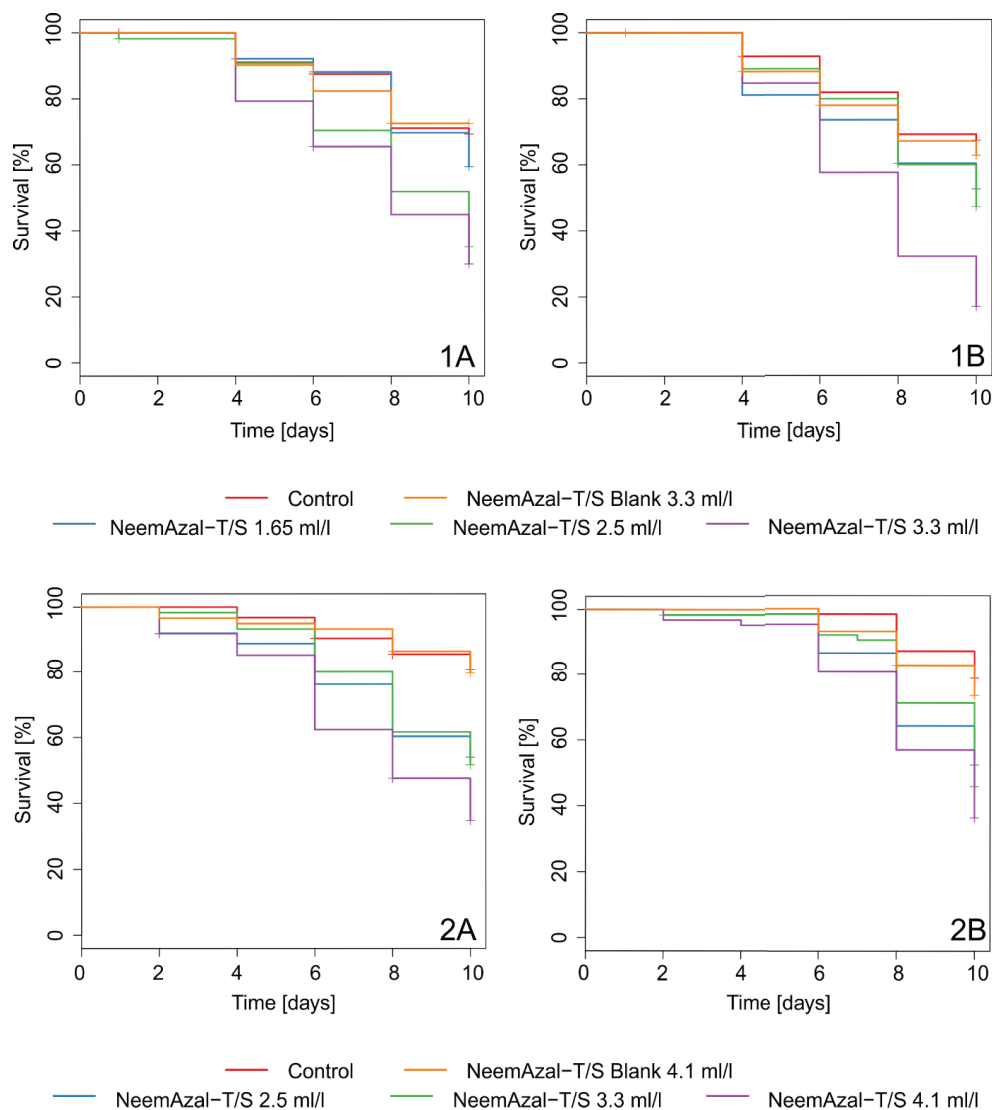 100
80
60
40
20
0
Survival [%]
1A
0 2 4 6 8 10
Time [days]
100
80
60
40
20
0
Survival [%]
1B
0 2 4 6 8 10
Time [days]
Control NeemAzal−T/S Blank 3.3 ml/l
NeemAzal−T/S 1.65 ml/l NeemAzal−T/S 2.5 ml/l NeemAzal−T/S 3.3 ml/l
100
80
60
40
20
0
Survival [%]
2A
0 2 4 6 8 10
Time [days]
100
80
60
40
20
0
Survival [%]
2B
0 2 4 6 8 10
Time [days]
Control NeemAzal−T/S Blank 4.1 ml/l
NeemAzal−T/S 2.5 ml/l NeemAzal−T/S 3.3 ml/l NeemAzal−T/S 4.1 ml/l